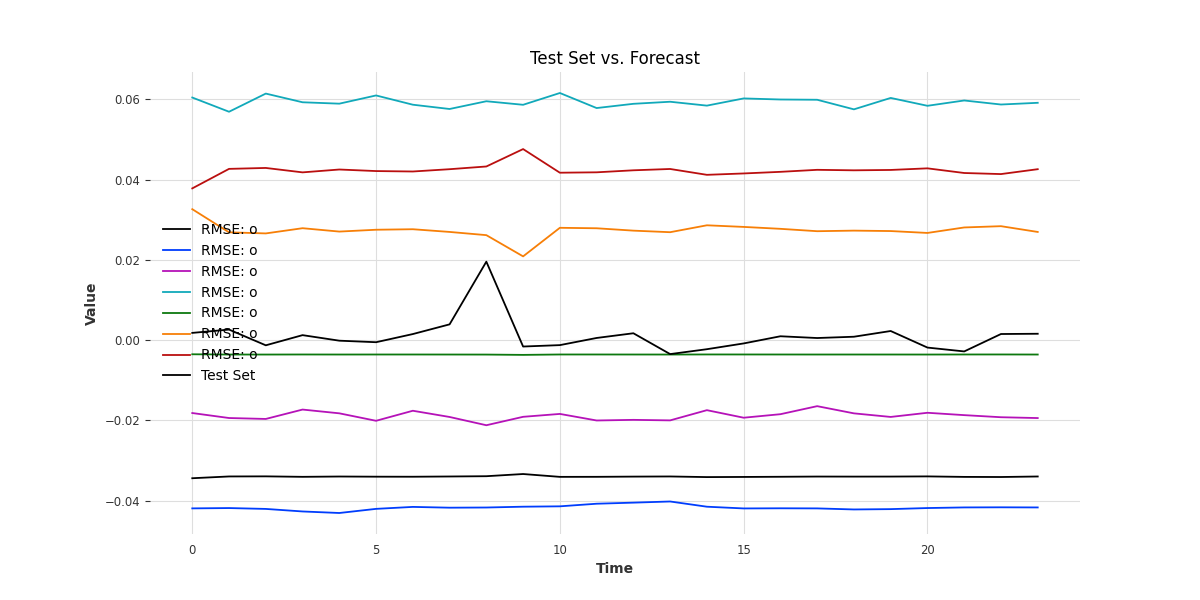 Test Set vs. Forecast
0.06
0.04
0.02
0.00
−0.02
−0.04
Value
RMSE: o
RMSE: o
RMSE: o
RMSE: o
RMSE: o
RMSE: o
RMSE: o
Test Set
0
5
10
15
20
Time